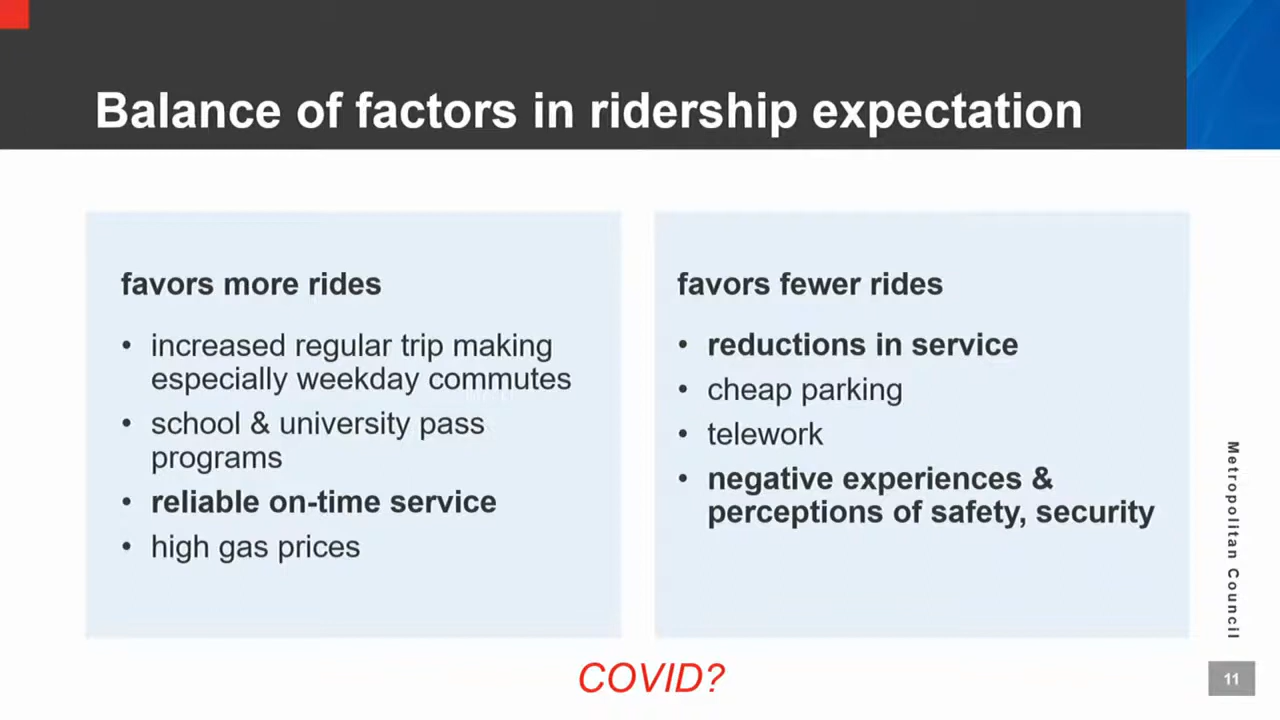 Balance of factors in ridership expectation
favors more rides
• increased regular trip making
especially weekday commutes
• school & university pass
programs
• reliable on-time service
• high gas prices
favors fewer rides
• reductions in service
• cheap parking
• telework
• negative experiences &
perceptions of safety, security
Metropolitan Council
COVID?
11